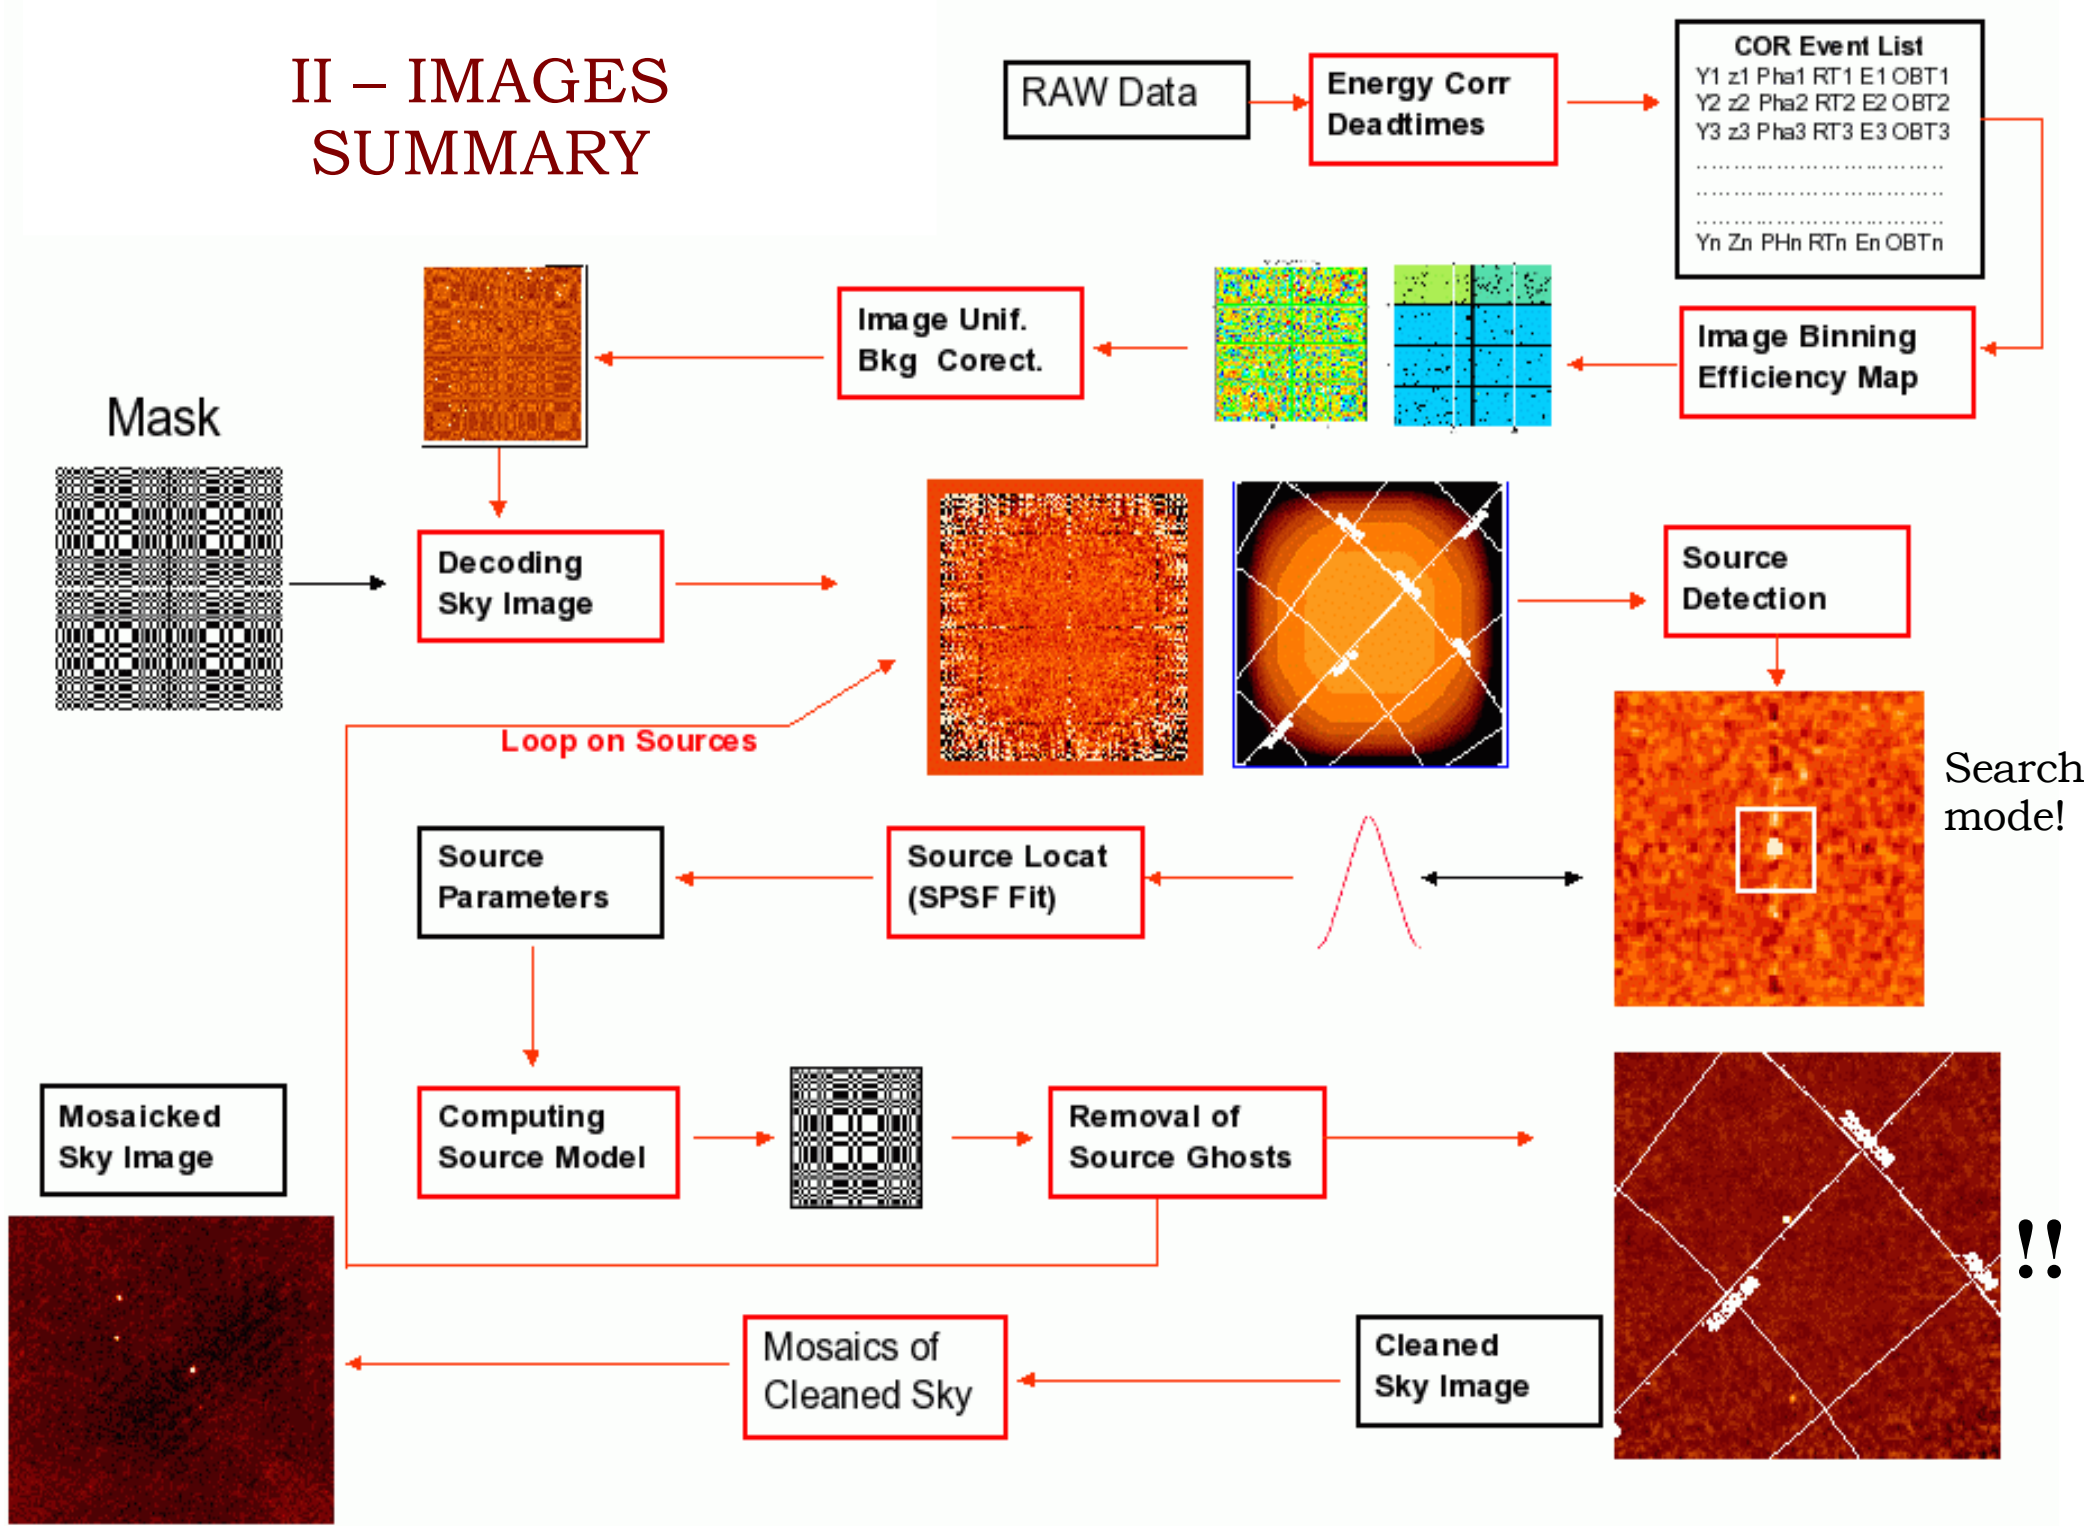 II – IMAGES
SUMMARY
RAW Data
Energy Corr
Deadtimes
COR Event List
Y1 z1 Pha1 RT1 E1 OBT1
Y2 z2 Pha2 RT2 E2 OBT2
Y3 z3 Pha3 RT3 E3 OBT3
Yn Zn PHn RTn En OBTn
Image Unif.
Bkg Corect.
Image Binning
Efficiency Map
Mask
Decoding
Sky Image
Source
Detection
Loop on Sources
Search
mode!
Source
Parameters
Source Locat
(SPSF Fit)
Mosaicked
Sky Image
Computing
Source Model
Removal of
Source Ghosts
!!
Mosaics of
Cleaned Sky
Cleaned
Sky Image